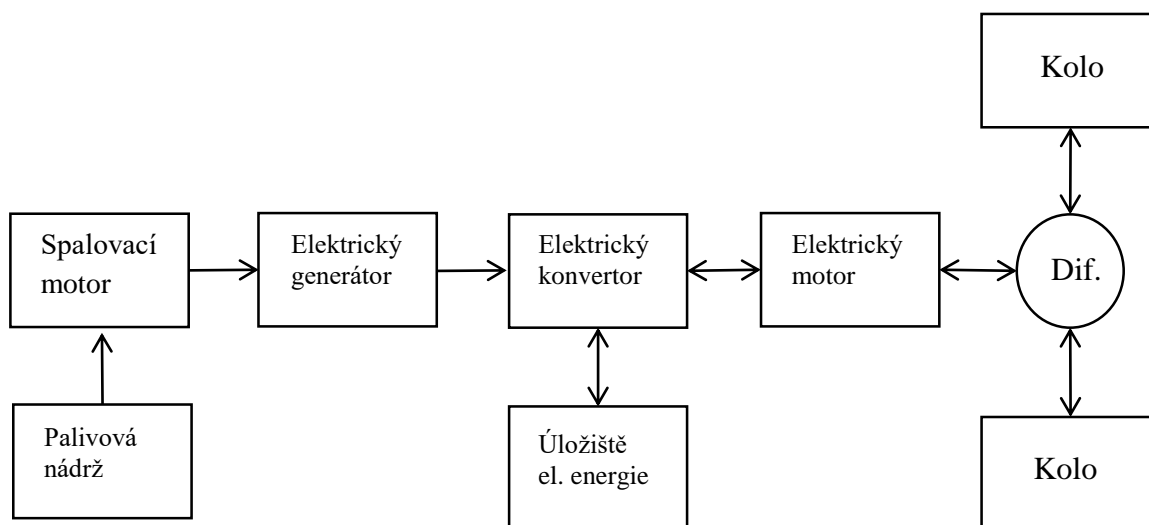 Kolo
Spalovací
motor
Elektrický
generátor
Elektrický
konvertor
Elektrický
motor
Dif.
Palivová
nádrž
Úložiště
el. energie
Kolo